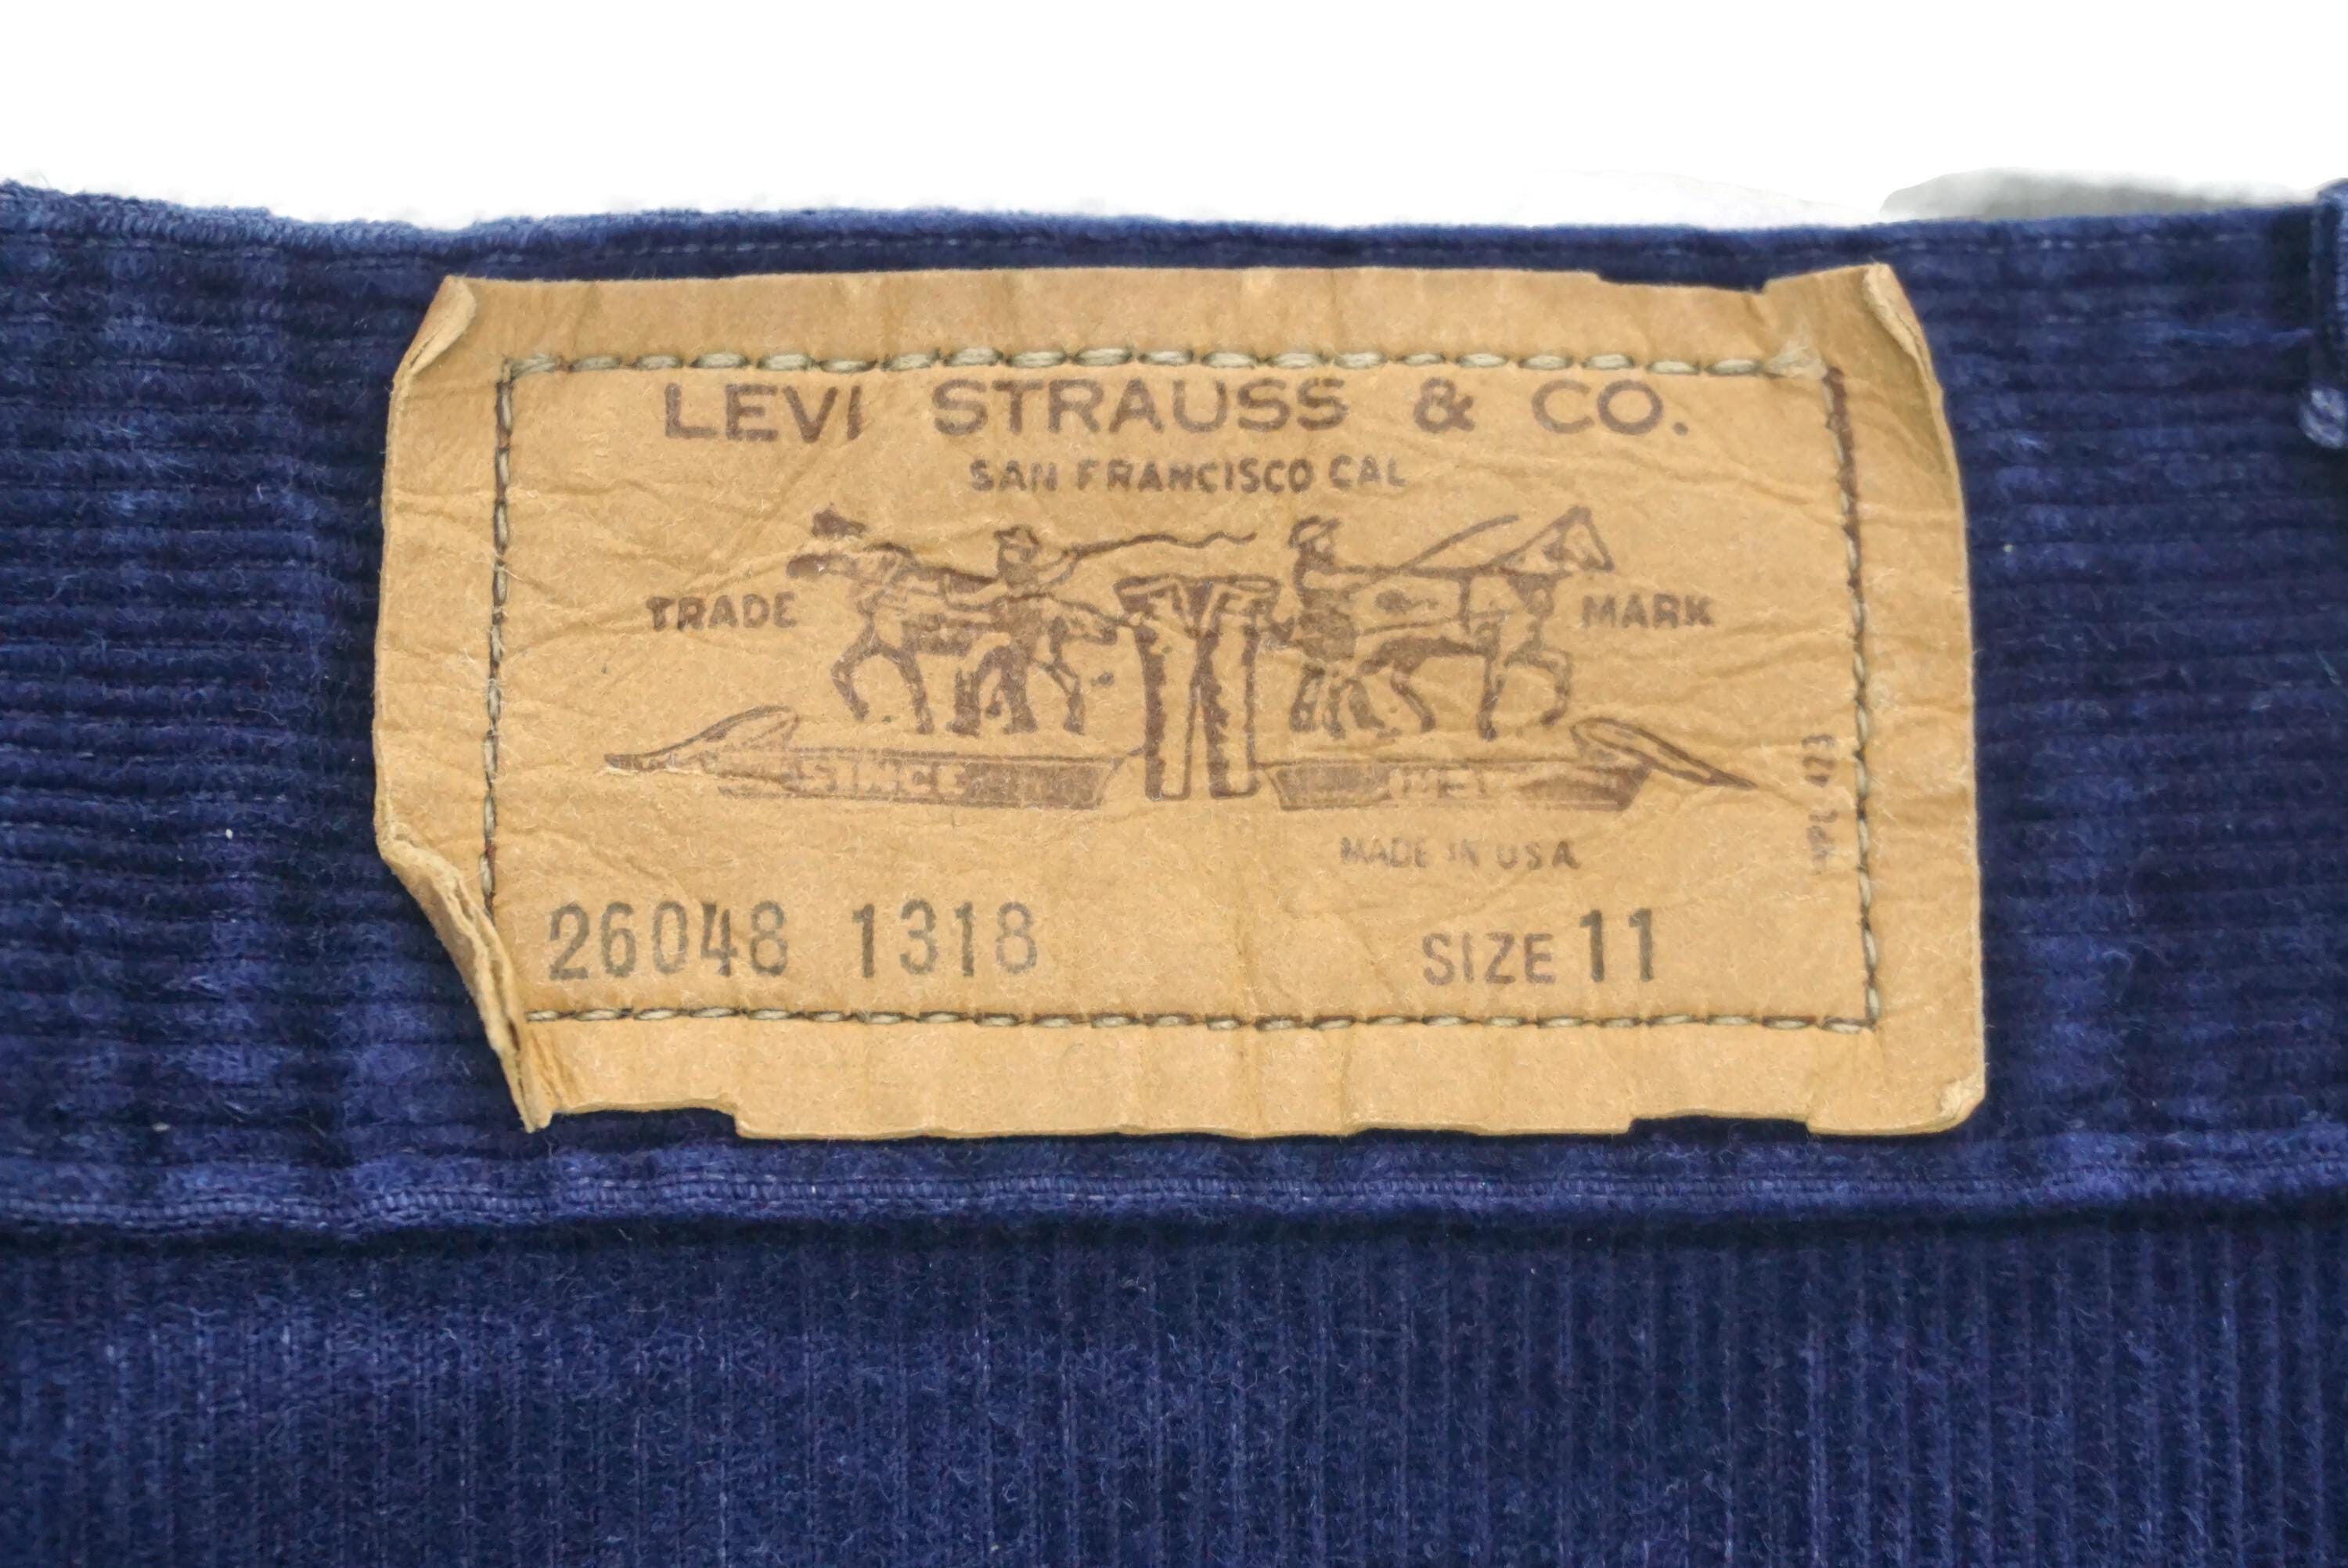 LEVI STRAUSS & CO.
SAN FRANCISCO CAL
TRADE MARK
SINCE
MADE IN USA
26048 1318 SIZE 11